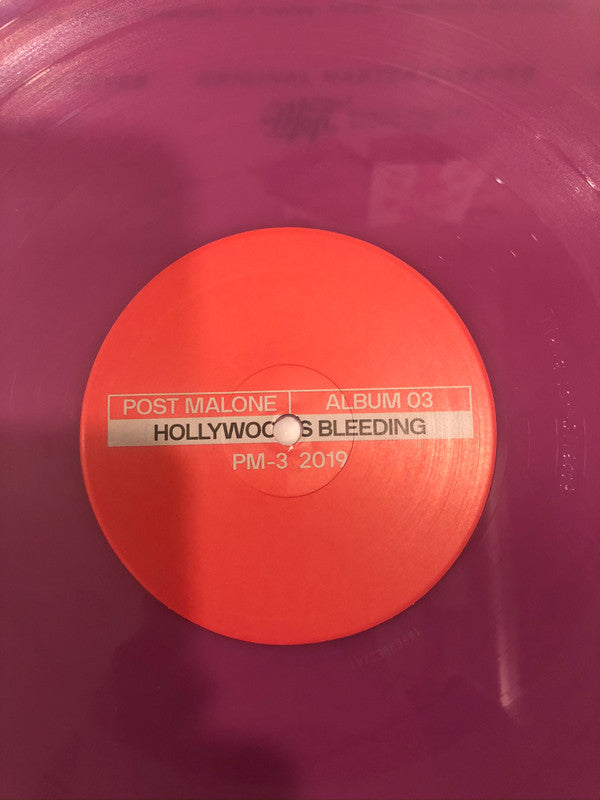 POST MALONE ALBUM 03
HOLLYWOO S BLEEDING
PM-3 2019